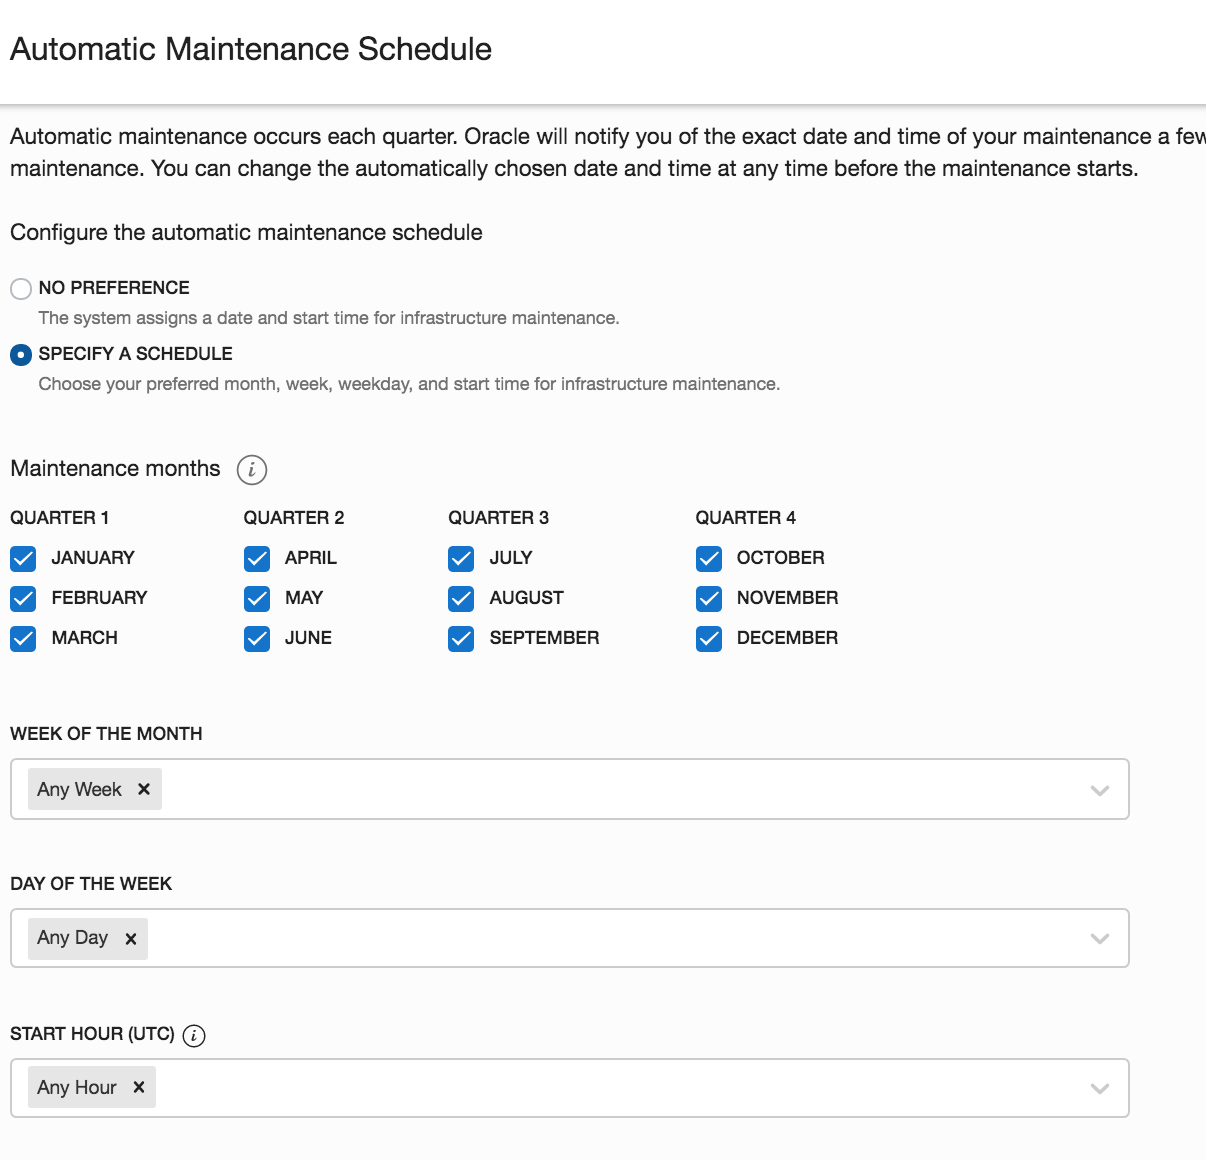 Automatic Maintenance Schedule
Automatic maintenance occurs each quarter. Oracle will notify you of the exact date and time of your maintenance a few
maintenance. You can change the automatically chosen date and time at any time before the maintenance starts.
Configure the automatic maintenance schedule
NO PREFERENCE
The system assigns a date and start time for infrastructure maintenance.
SPECIFY A SCHEDULE
Choose your preferred month, week, weekday, and start time for infrastructure maintenance.
Maintenance months i
QUARTER 1 QUARTER 2 QUARTER 3 QUARTER 4
JANUARY APRIL JULY OCTOBER
FEBRUARY MAY AUGUST NOVEMBER
MARCH JUNE SEPTEMBER DECEMBER
WEEK OF THE MONTH
Any Week ×
DAY OF THE WEEK
Any Day ×
START HOUR (UTC) i
Any Hour ×